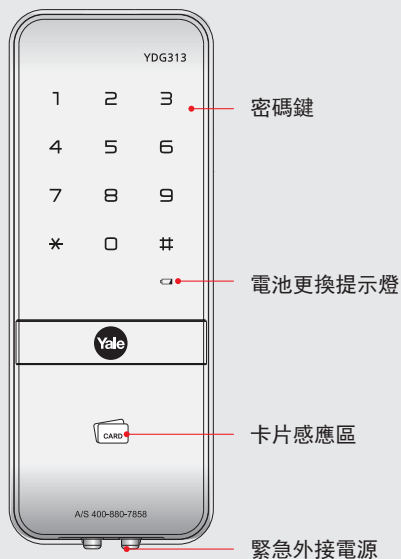 YDG313
1 2 3
密碼鍵
4 5 6
7 8 9
* 0 #
電池更換提示燈
Yale
CARD
卡片感應區
A/S 400-880-7858
緊急外接電源